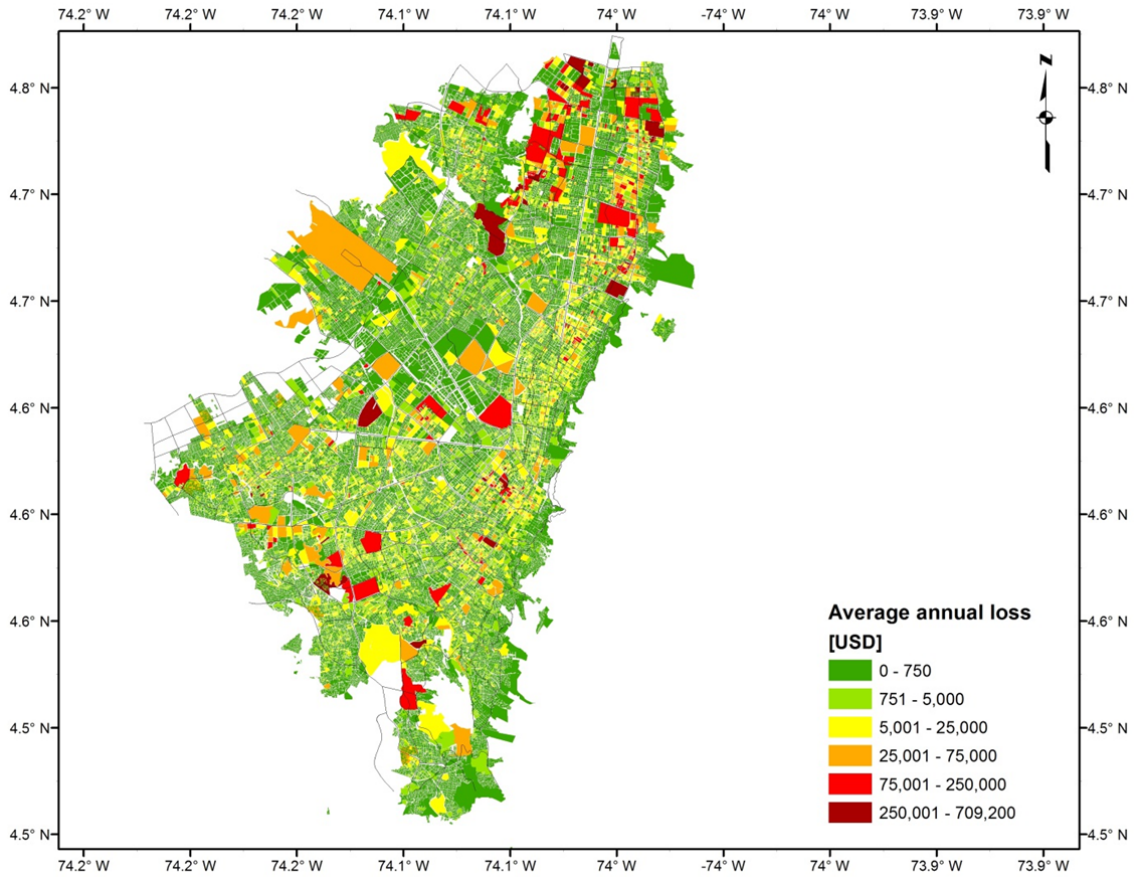 74.2° W 74.2° W 74.2° W 74.1° W 74.1° W 74° W -74° W 74° W 73.9° W 73.9° W
N
4.8° N 4.8° N
4.7° N 4.7° N
4.7° N 4.7° N
4.6° N 4.6° N
4.6° N 4.6° N
4.6° N 4.6° N
Average annual loss
[USD]
0 - 750
751 - 5,000
5,001 - 25,000
25,001 - 75,000
75,001 - 250,000
250,001 - 709,200
4.5° N 4.5° N
4.5° N 4.5° N
74.2° W 74.2° W 74.2° W 74.1° W 74.1° W 74° W -74° W 74° W 73.9° W 73.9° W